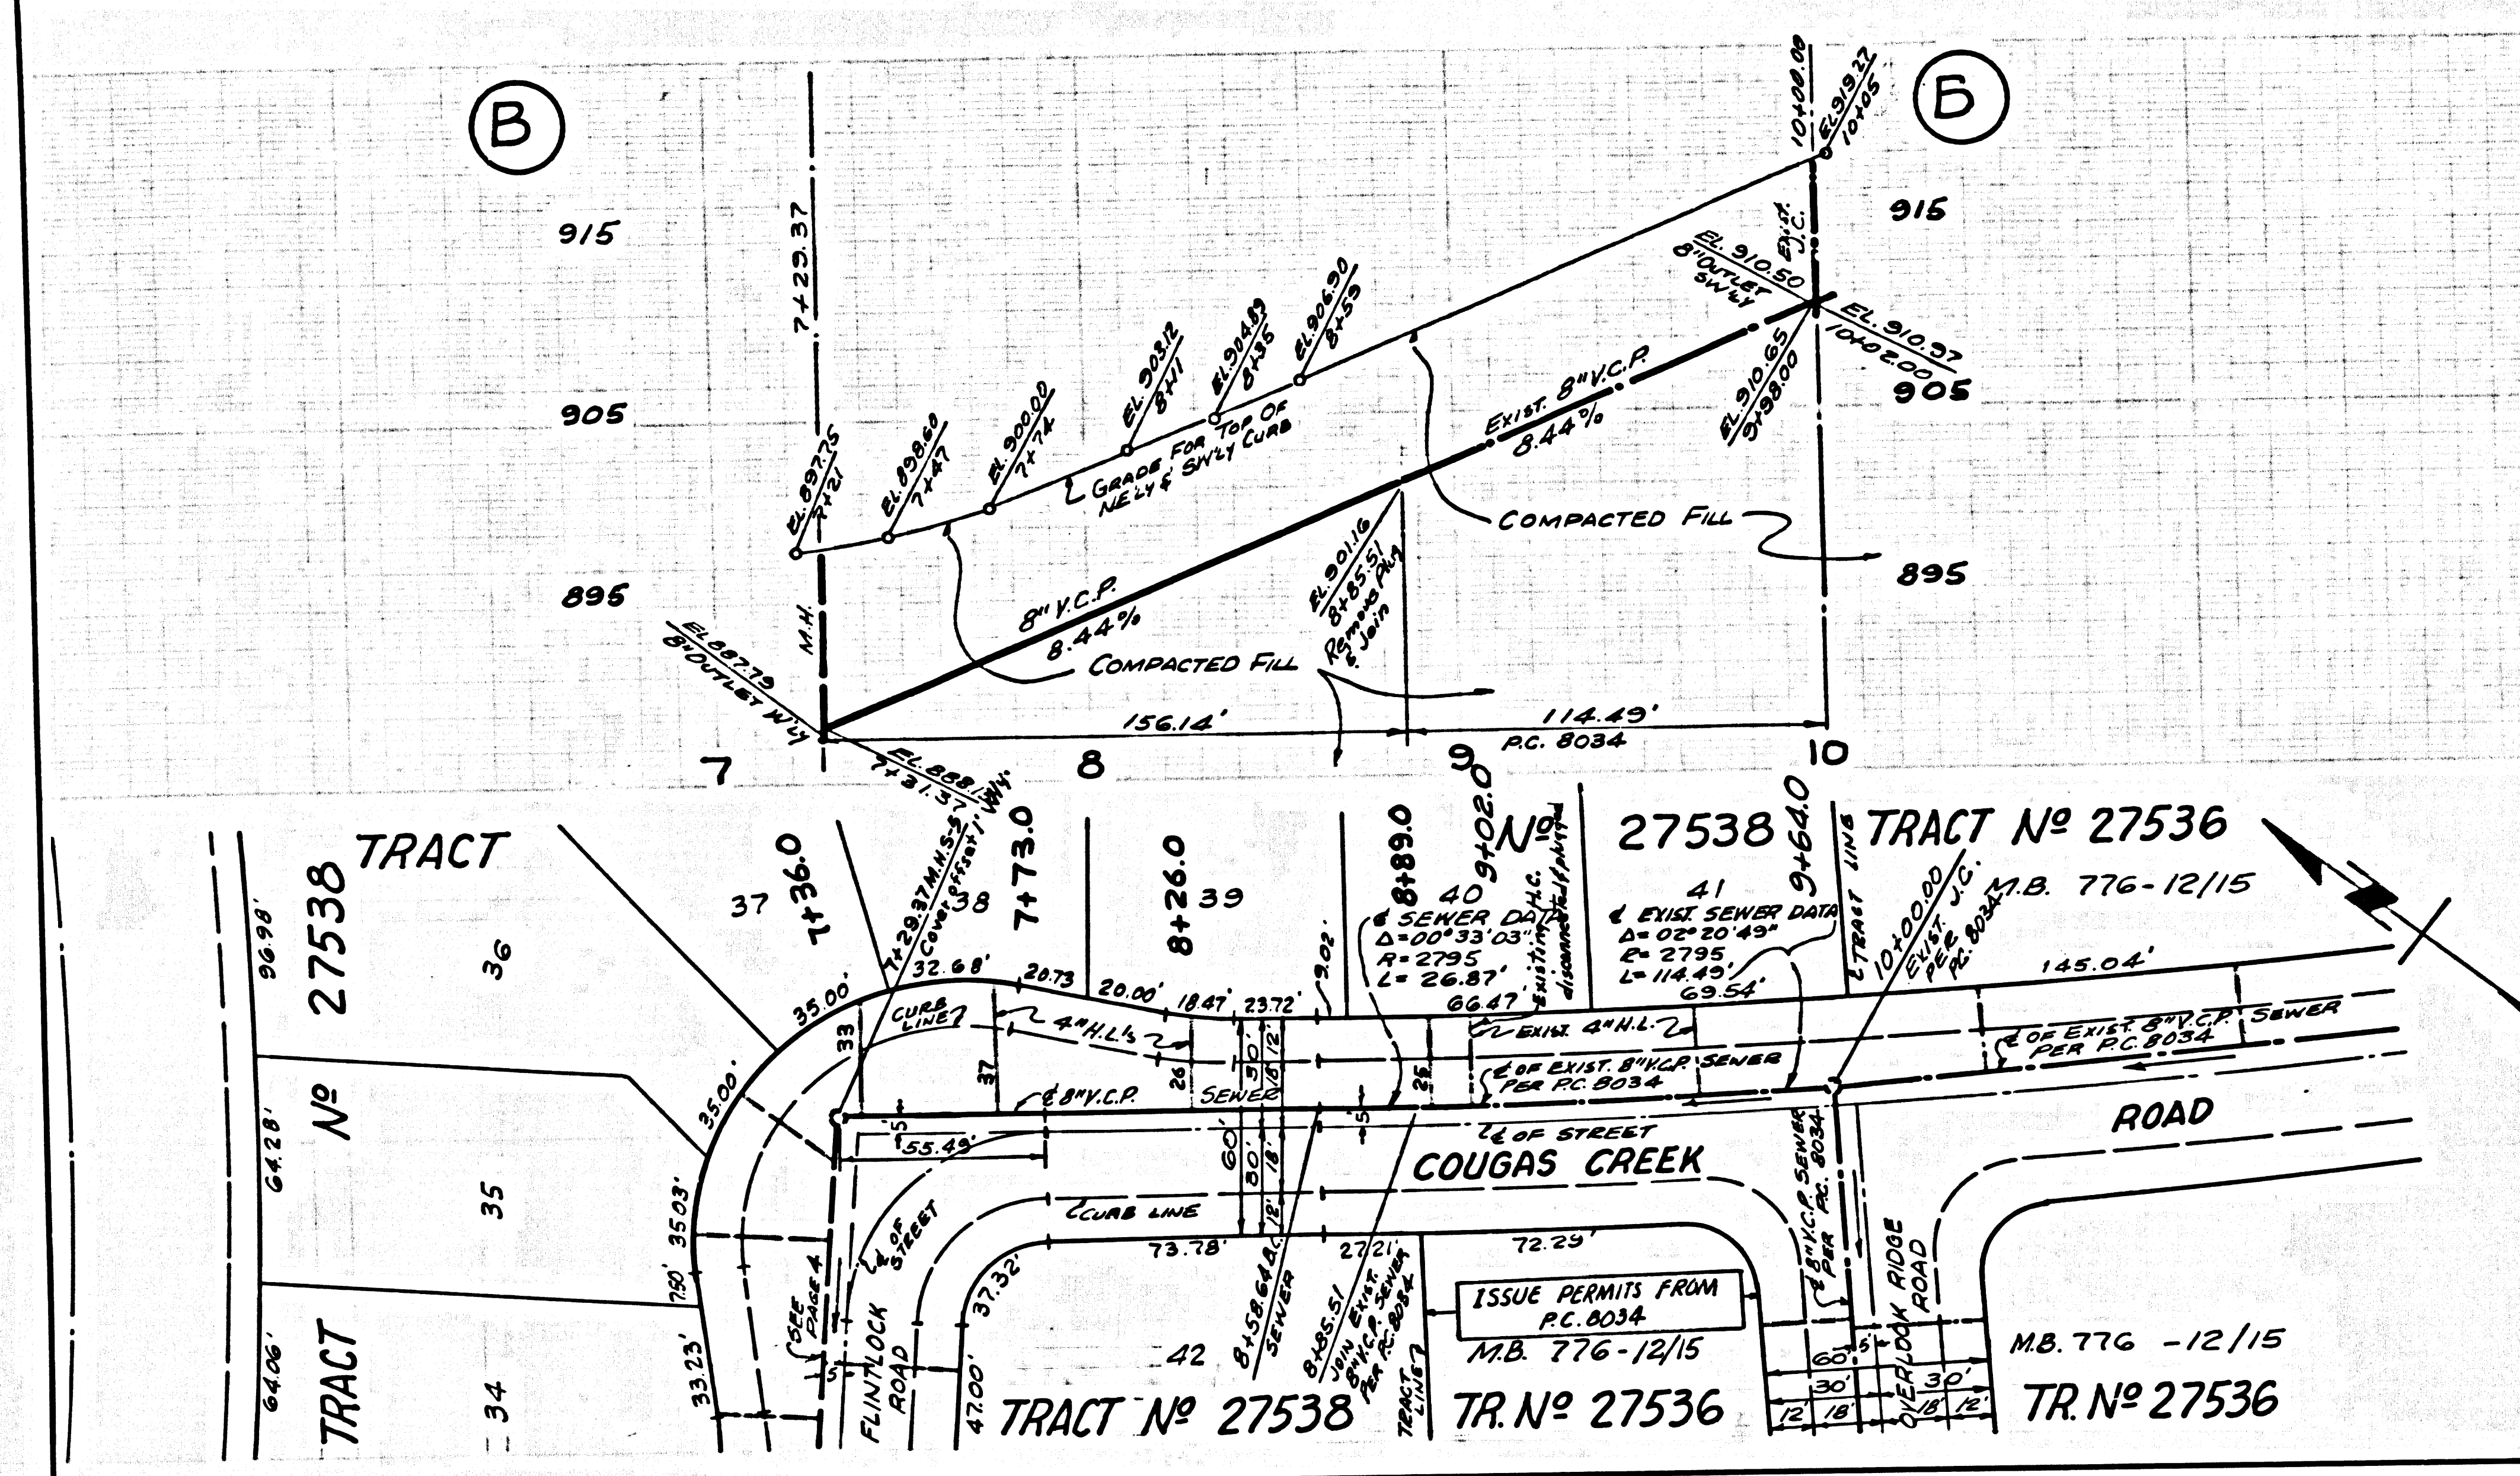 B
Б
915
905
895
915
905
895
7+29.37
M.H.
EL. 897.75
7+21
EL. 898.60
7+47
EL. 900.00
7+74
EL. 903.12
8+11
EL. 904.89
8+35
EL. 906.90
8+59
GRADE FOR TOP OF
NE'LY & SW'LY CURB
10+00.00
EL 919.27
10+05
EXIST.
J.C.
EL. 910.50
8" OUTLET
SW'LY
EL. 910.97
10+02.00
EL 910.65
9+98.00
EXIST. 8" V.C.P.
8.44%
8" V.C.P.
8.44%
COMPACTED FILL
COMPACTED FILL
EL. 901.16
8+85.51
Remove Plug
& Join
EL 887.79
8" OUTLET W'LY
7+31.37
156.14'
114.49'
P.C. 8034
7
8
9
10
TRACT
Nº
27538
TRACT Nº 27536
M.B. 776-12/15
TRACT LINE
TRACT Nº 27538
36
35
34
37
38
39
40
41
42
7+36.0
7+73.0
8+26.0
8+89.0
9+02.0
9+64.0
7+29.37 M.H. S-5
Cover offset 1' W'ly.
℄ SEWER DATA
Δ=00°33'03"
R=2795
L=26.87'
66.47'
Existing H.C.
℄ EXIST. SEWER DATA
Δ=02°20'49"
R=2795
L=114.49'
69.54'
10+00.00
EXIST. J.C.
PER
P.C. 8034
145.04'
96.98'
64.28'
64.06'
35.00'
35.00'
35.03'
7.50'
33.23'
32.68'
20.73
20.00'
18.47'
23.72'
9.02'
CURB
LINE
4" H.L.'s
33
37
26
25
30'
18'
12'
60'
30'
18'
12'
℄ 8" V.C.P.
SEWER
EXIST. 4" H.L.
℄ OF EXIST. 8" V.C.P. SEWER
PER P.C. 8034
℄ OF EXIST. 8" V.C.P. SEWER
PER P.C. 8034
5'
5'
55.49'
℄ OF STREET
COUGAS CREEK
ROAD
℄ OF
STREET
CURB LINE
73.78'
27.21'
72.29'
37.32'
47.00'
SEE
PAGE 4
5
FLINTLOCK
ROAD
8+58.64 B.C.
SEWER
8+85.51
JOIN EXIST.
8" V.C.P. SEWER
PER P.C. 8034
TRACT
LINE
ISSUE PERMITS FROM
P.C. 8034
M.B. 776-12/15
TRACT Nº 27538
TR. Nº 27536
℄ 8" V.C.P. SEWER
PER P.C. 8034
OVERLOOK RIDGE
ROAD
60'
5'
30'
30'
12
18'
18'
12'
M.B. 776 -12/15
TR. Nº 27536